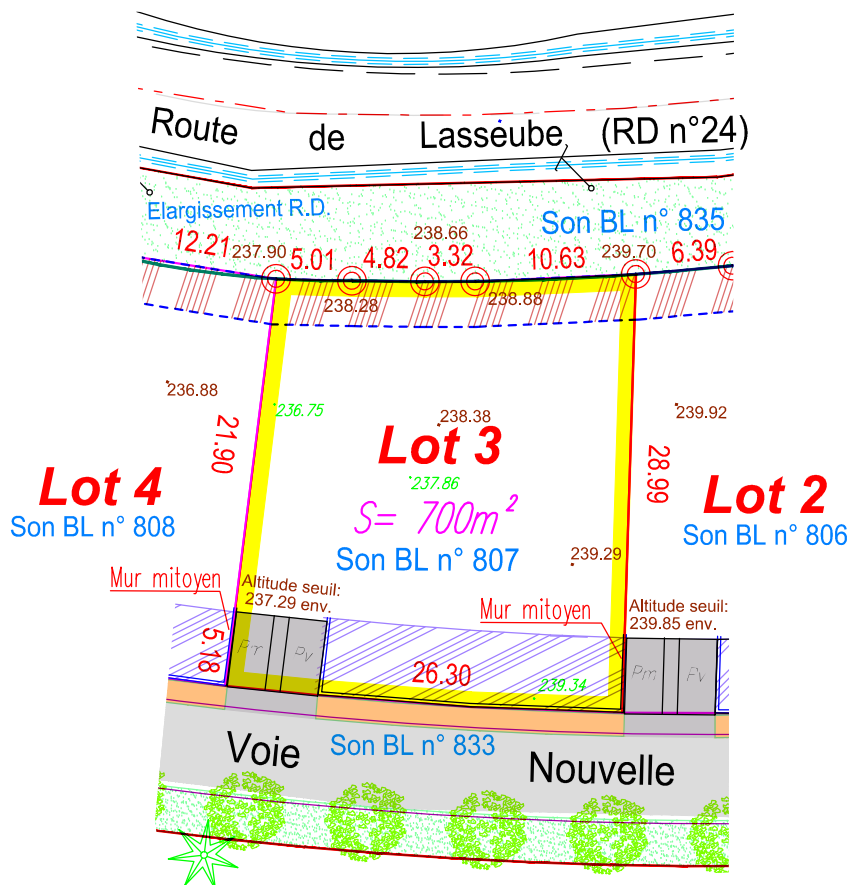 Route de Lasseube (RD n°24)
Elargissement R.D.
Son BL n° 835
12.21
237.90
5.01
4.82
238.66
3.32
10.63
239.70
6.39
238.28
238.88
236.88
236.75
238.38
239.92
21.90
Lot 3
237.86
28.99
Lot 4
Son BL n° 808
S= 700m²
Son BL n° 807
Lot 2
Son BL n° 806
239.29
Mur mitoyen
Altitude seuil:
237.29 env.
Mur mitoyen
Altitude seuil:
239.85 env.
5.18
Pm
PV
26.30
239.34
Pm
PV
Son BL n° 833
Voie Nouvelle